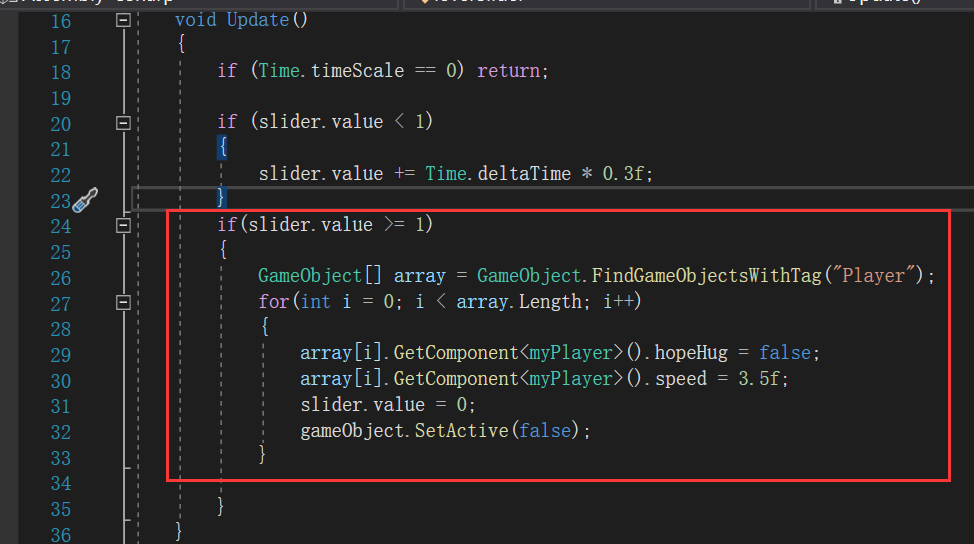 16 void Update()
17 {
18 if (Time.timeScale == 0) return;
19
20 if (slider.value < 1)
21 {
22 slider.value += Time.deltaTime * 0.3f;
23 }
24 if(slider.value >= 1)
25 {
26 GameObject[] array = GameObject.FindGameObjectsWithTag("Player");
27 for(int i = 0; i < array.Length; i++)
28 {
29 array[i].GetComponent<myPlayer>().hopeHug = false;
30 array[i].GetComponent<myPlayer>().speed = 3.5f;
31 slider.value = 0;
32 gameObject.SetActive(false);
33 }
34
35 }
36 }